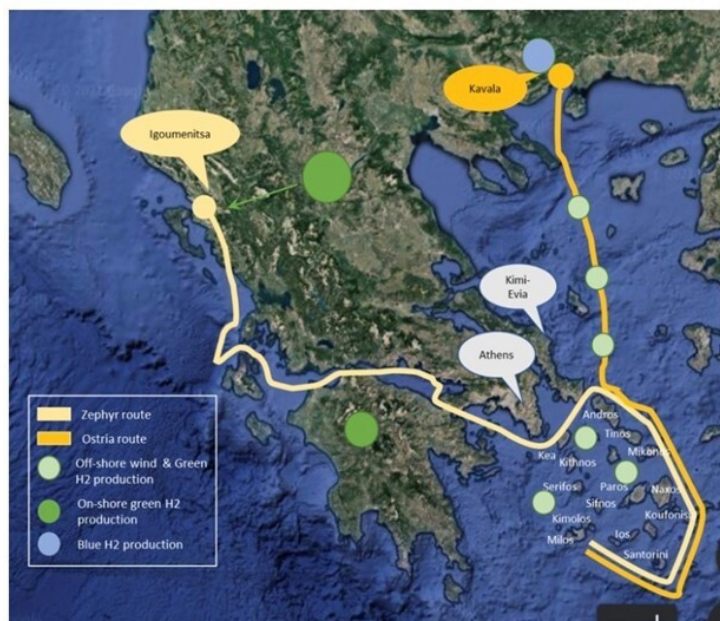 Kavala
Igoumenitsa
Kimi-
Evia
Athens
Andros
Tinos
Mikonos
Kea
Kithnos
Serifos
Paros
Naxos
Sifnos
Koufonisi
Kimolos
Milos
Ios
Santorini
Zephyr route
Ostria route
Off-shore wind & Green
H2 production
On-shore green H2
production
Blue H2 production